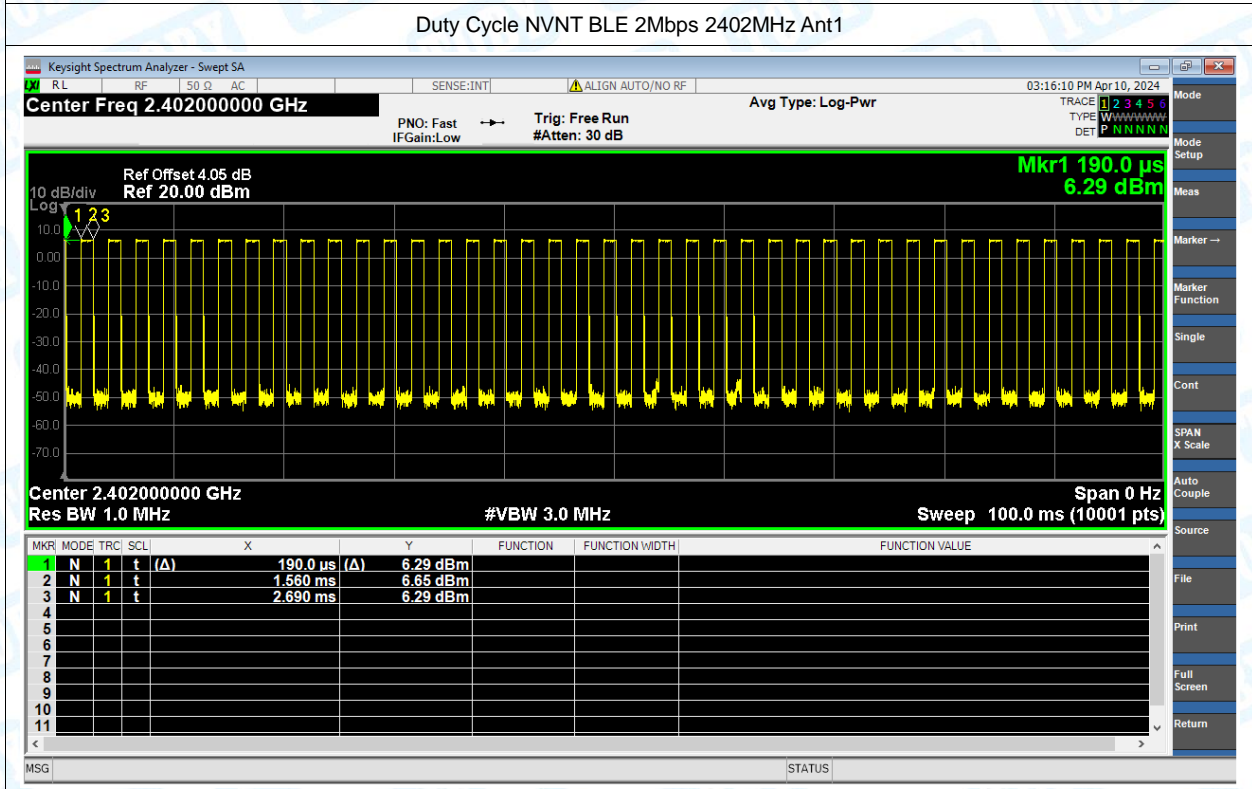 Duty Cycle NVNT BLE 2Mbps 2402MHz Ant1
Keysight Spectrum Analyzer - Swept SA
LXI RL RF 50 Ω AC SENSE:INT ALIGN AUTO/NO RF 03:16:10 PM Apr 10, 2024
Center Freq 2.402000000 GHz Avg Type: Log-Pwr TRACE 1 2 3 4 5 6
PNO: Fast Trig: Free Run TYPE WWWWWW
IFGain:Low #Atten: 30 dB DET P N N N N N
Mkr1 190.0 µs
6.29 dBm
Ref Offset 4.05 dB
10 dB/div Ref 20.00 dBm
Log
1 2 3
10.0
0.00
-10.0
-20.0
-30.0
-40.0
-50.0
-60.0
-70.0
Center 2.402000000 GHz Span 0 Hz
Res BW 1.0 MHz #VBW 3.0 MHz Sweep 100.0 ms (10001 pts)
MKR MODE TRC SCL X Y FUNCTION FUNCTION WIDTH FUNCTION VALUE
1 N 1 t (Δ) 190.0 µs (Δ) 6.29 dBm
2 N 1 t 1.560 ms 6.65 dBm
3 N 1 t 2.690 ms 6.29 dBm
4
5
6
7
8
9
10
11
MSG STATUS
Mode
Mode
Setup
Meas
Marker→
Marker
Function
Single
Cont
SPAN
X Scale
Auto
Couple
Source
File
Print
Full
Screen
Return